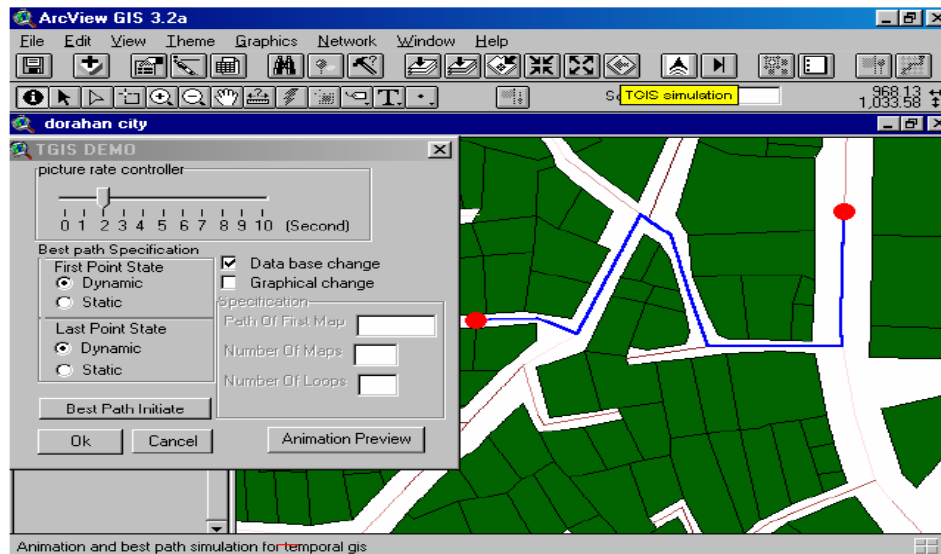 ArcView GIS 3.2a
File Edit View Theme Graphics Network Window Help
TGIS simulation
968.13
1,033.58
dorahan city
TGIS DEMO
picture rate controller
0 1 2 3 4 5 6 7 8 9 10 (Second)
Best path Specification
First Point State
Dynamic
Static
Last Point State
Dynamic
Static
Best Path Initiate
Ok Cancel
Data base change
Graphical change
Specification
Path Of First Map
Number Of Maps
Number Of Loops
Animation Preview
Animation and best path simulation for temporal gis